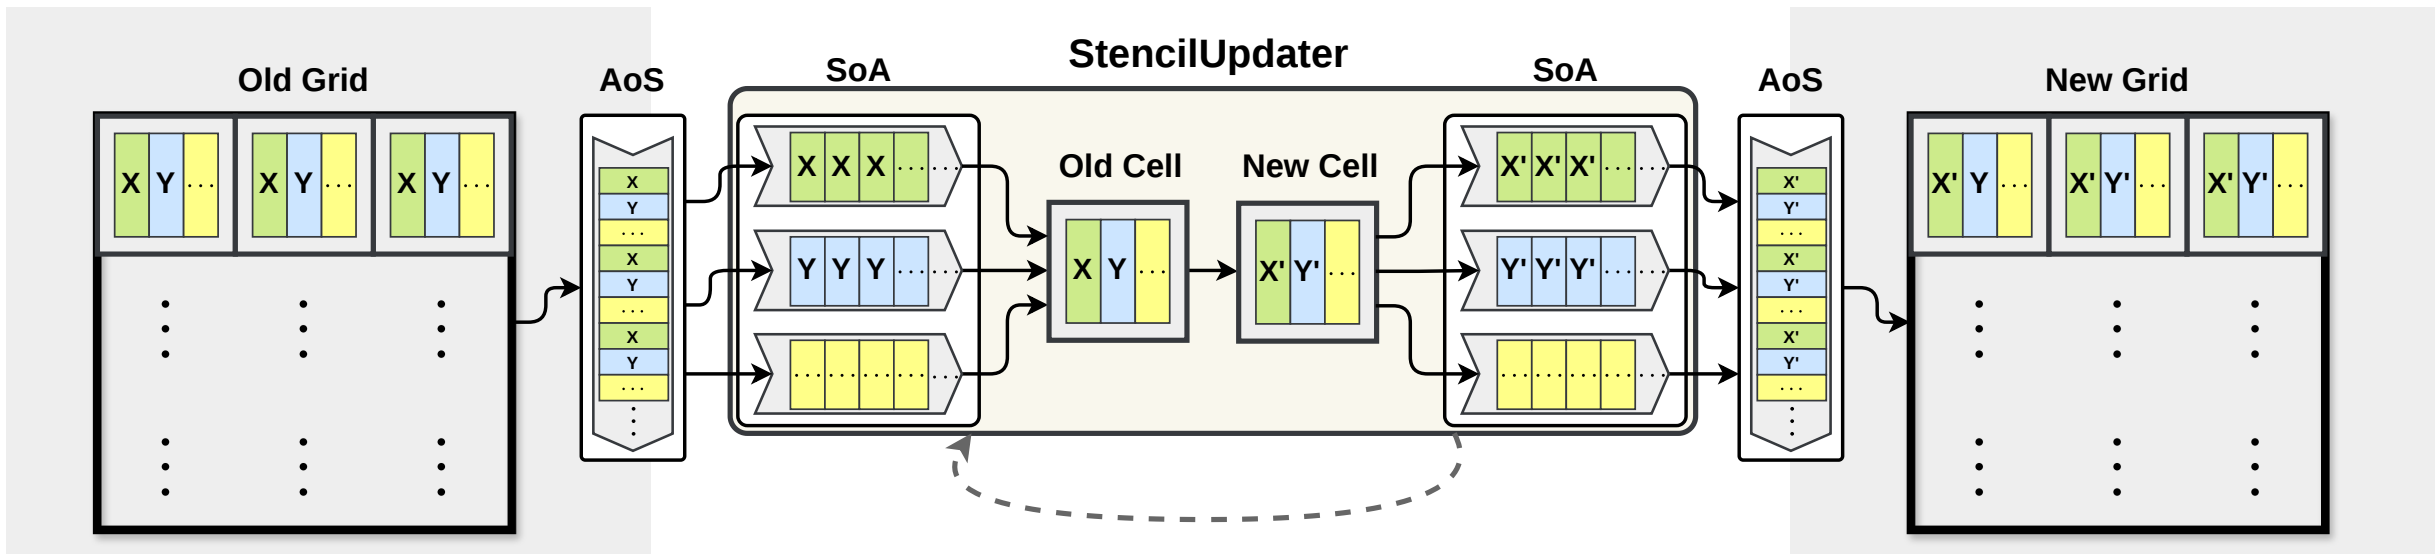 StencilUpdater
Old Grid
AoS
SoA
SoA
AoS
New Grid
X Y ... X Y ... X Y ...
X
Y
...
X
Y
...
X
Y
...
X X X ... ...
Y Y Y ... ...
... ... ... ... ...
Old Cell
X Y ...
New Cell
X' Y' ...
X' X' X' ... ...
Y' Y' Y' ... ...
... ... ... ... ...
X'
Y'
...
X'
Y'
...
X'
Y'
...
X' Y ... X' Y' ... X' Y' ...